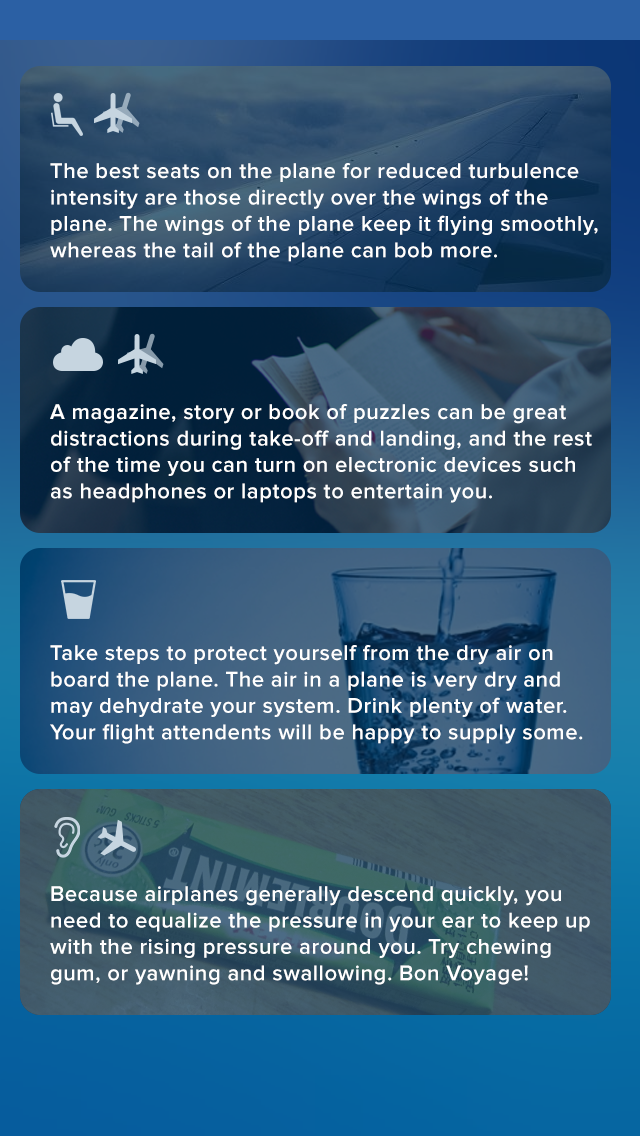 The best seats on the plane for reduced turbulence
intensity are those directly over the wings of the
plane. The wings of the plane keep it flying smoothly,
whereas the tail of the plane can bob more.
A magazine, story or book of puzzles can be great
distractions during take-off and landing, and the rest
of the time you can turn on electronic devices such
as headphones or laptops to entertain you.
Take steps to protect yourself from the dry air on
board the plane. The air in a plane is very dry and
may dehydrate your system. Drink plenty of water.
Your flight attendents will be happy to supply some.
5 STICKS GUM
only
25¢
DOUBLEMINT
Because airplanes generally descend quickly, you
need to equalize the pressure in your ear to keep up
with the rising pressure around you. Try chewing
gum, or yawning and swallowing. Bon Voyage!